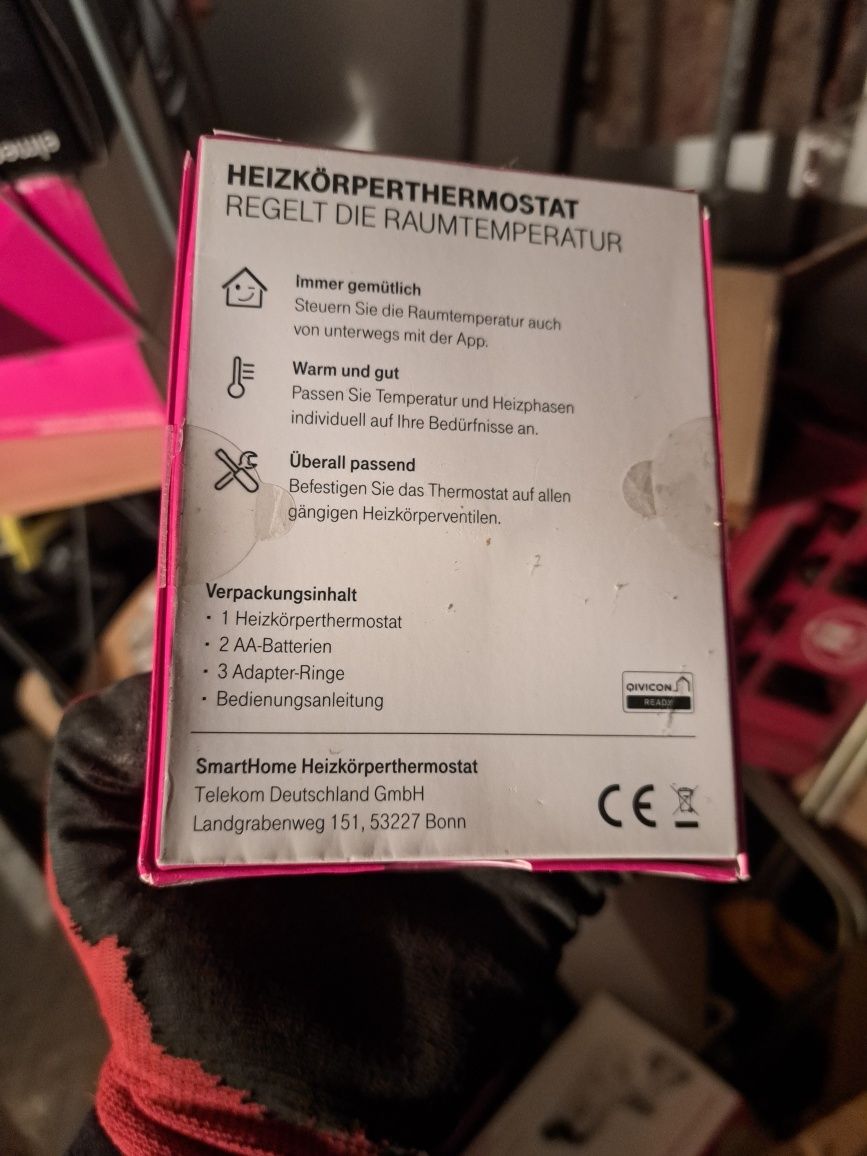 HEIZKÖRPERTHERMOSTAT
REGELT DIE RAUMTEMPERATUR
Immer gemütlich
Steuern Sie die Raumtemperatur auch
von unterwegs mit der App.
Warm und gut
Passen Sie Temperatur und Heizphasen
individuell auf Ihre Bedürfnisse an.
Überall passend
Befestigen Sie das Thermostat auf allen
gängigen Heizkörperventilen.
Verpackungsinhalt
· 1 Heizkörperthermostat
· 2 AA-Batterien
· 3 Adapter-Ringe
· Bedienungsanleitung
QIVICON
READY
SmartHome Heizkörperthermostat
Telekom Deutschland GmbH
Landgrabenweg 151, 53227 Bonn
CE